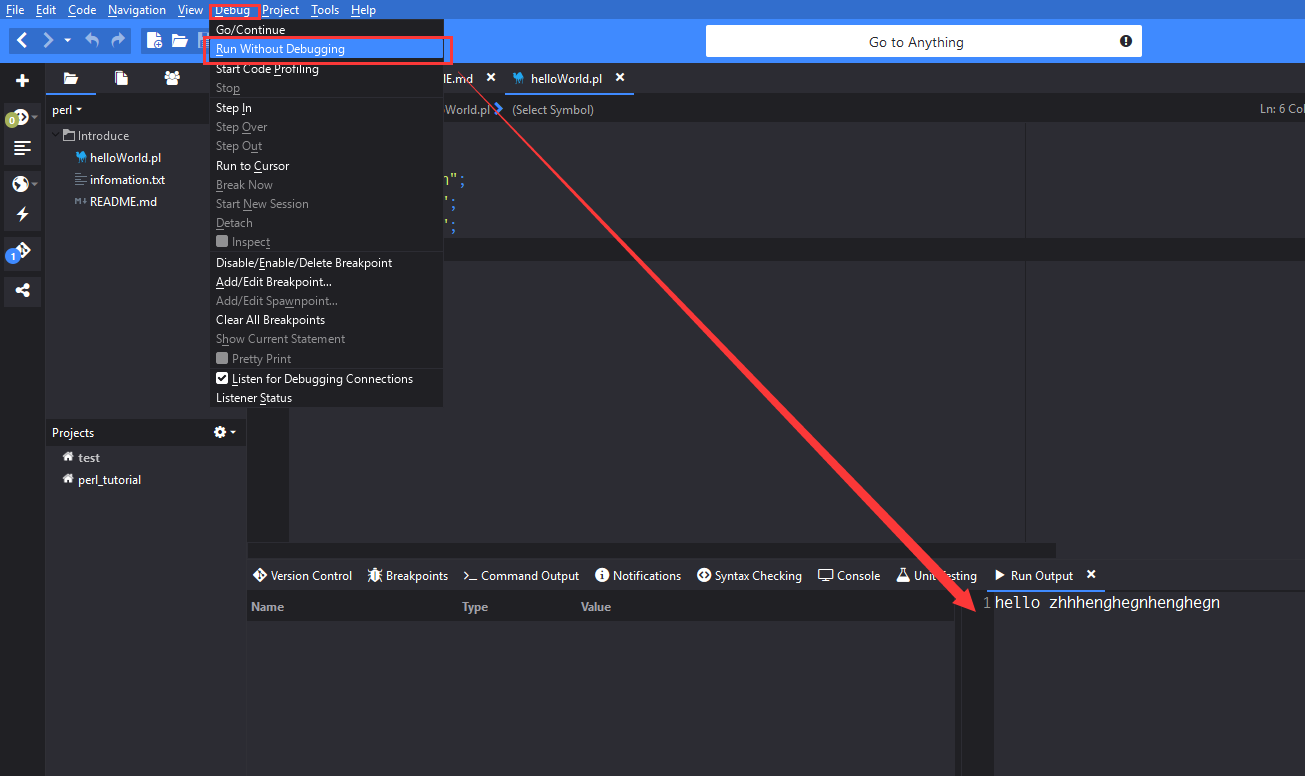 File Edit Code Navigation View Debug Project Tools Help
Go to Anything
Go/Continue
Run Without Debugging
Start Code Profiling
Stop
Step In
Step Over
Step Out
Run to Cursor
Break Now
Start New Session
Detach
Inspect
Disable/Enable/Delete Breakpoint
Add/Edit Breakpoint...
Add/Edit Spawnpoint...
Clear All Breakpoints
Show Current Statement
Pretty Print
Listen for Debugging Connections
Listener Status
E.md helloWorld.pl
oWorld.pl (Select Symbol)
Ln: 6 Col
";
";
";
0
1
perl
Introduce
helloWorld.pl
infomation.txt
M+ README.md
Projects
test
perl_tutorial
Version Control Breakpoints Command Output Notifications Syntax Checking Console Unit Testing Run Output
Name Type Value
1 hello zhhhenghegnhenghegn